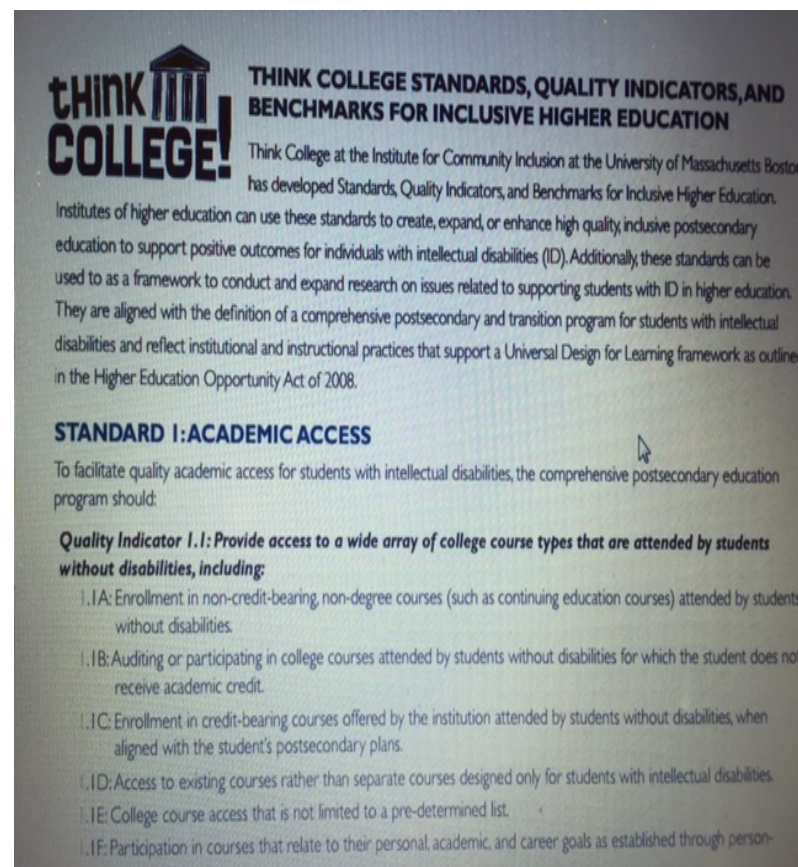 tHiNK
COLLEGE!
THINK COLLEGE STANDARDS, QUALITY INDICATORS, AND
BENCHMARKS FOR INCLUSIVE HIGHER EDUCATION
Think College at the Institute for Community Inclusion at the University of Massachusetts Boston
has developed Standards, Quality Indicators, and Benchmarks for Inclusive Higher Education.
Institutes of higher education can use these standards to create, expand, or enhance high quality, inclusive postsecondary
education to support positive outcomes for individuals with intellectual disabilities (ID). Additionally, these standards can be
used to as a framework to conduct and expand research on issues related to supporting students with ID in higher education.
They are aligned with the definition of a comprehensive postsecondary and transition program for students with intellectual
disabilities and reflect institutional and instructional practices that support a Universal Design for Learning framework as outline
in the Higher Education Opportunity Act of 2008.
STANDARD 1: ACADEMIC ACCESS
To facilitate quality academic access for students with intellectual disabilities, the comprehensive postsecondary education
program should:
Quality Indicator 1.1: Provide access to a wide array of college course types that are attended by students
without disabilities, including:
1.1A: Enrollment in non-credit-bearing, non-degree courses (such as continuing education courses) attended by students
without disabilities.
1.1B: Auditing or participating in college courses attended by students without disabilities for which the student does not
receive academic credit.
1.1C: Enrollment in credit-bearing courses offered by the institution attended by students without disabilities, when
aligned with the student's postsecondary plans.
1.1D: Access to existing courses rather than separate courses designed only for students with intellectual disabilities.
1.1E: College course access that is not limited to a pre-determined list.
1.1F: Participation in courses that relate to their personal, academic, and career goals as established through person-